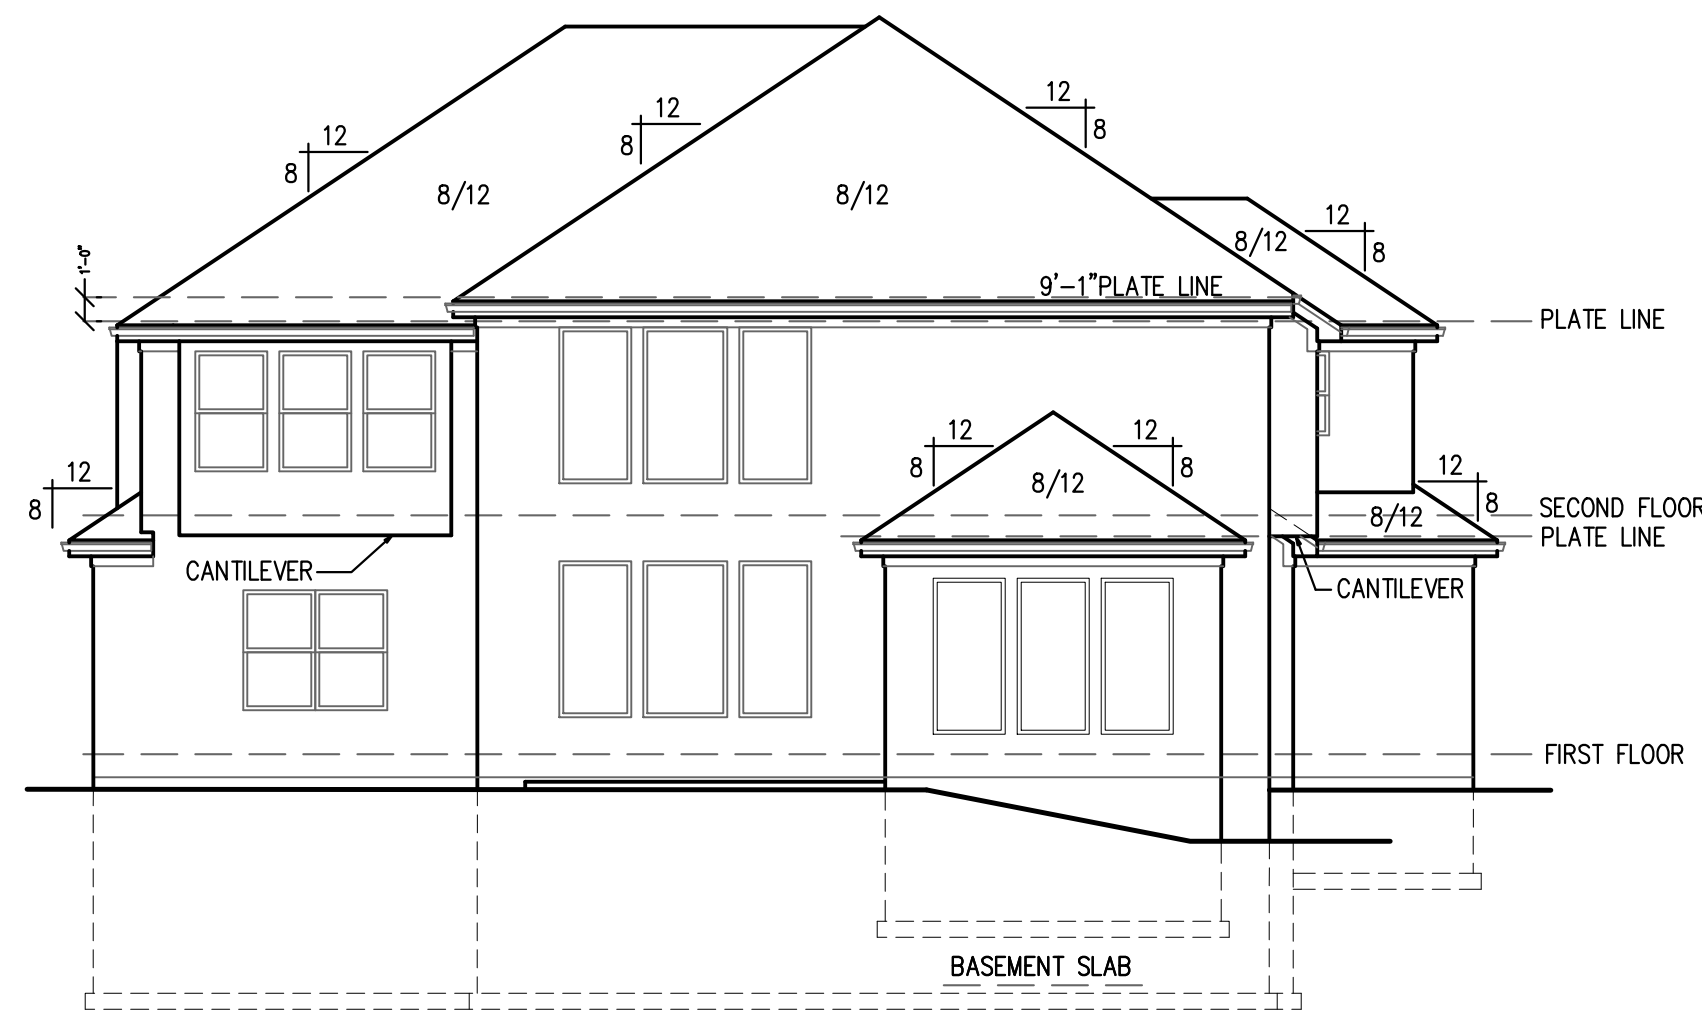 12
8
12
8
12
8
8/12
8/12
12
8
8/12
1'-0"
9'-1"PLATE LINE
PLATE LINE
12
8
12
8
12
8
12
8
8/12
8/12
SECOND FLOOR
PLATE LINE
CANTILEVER
CANTILEVER
FIRST FLOOR
BASEMENT SLAB